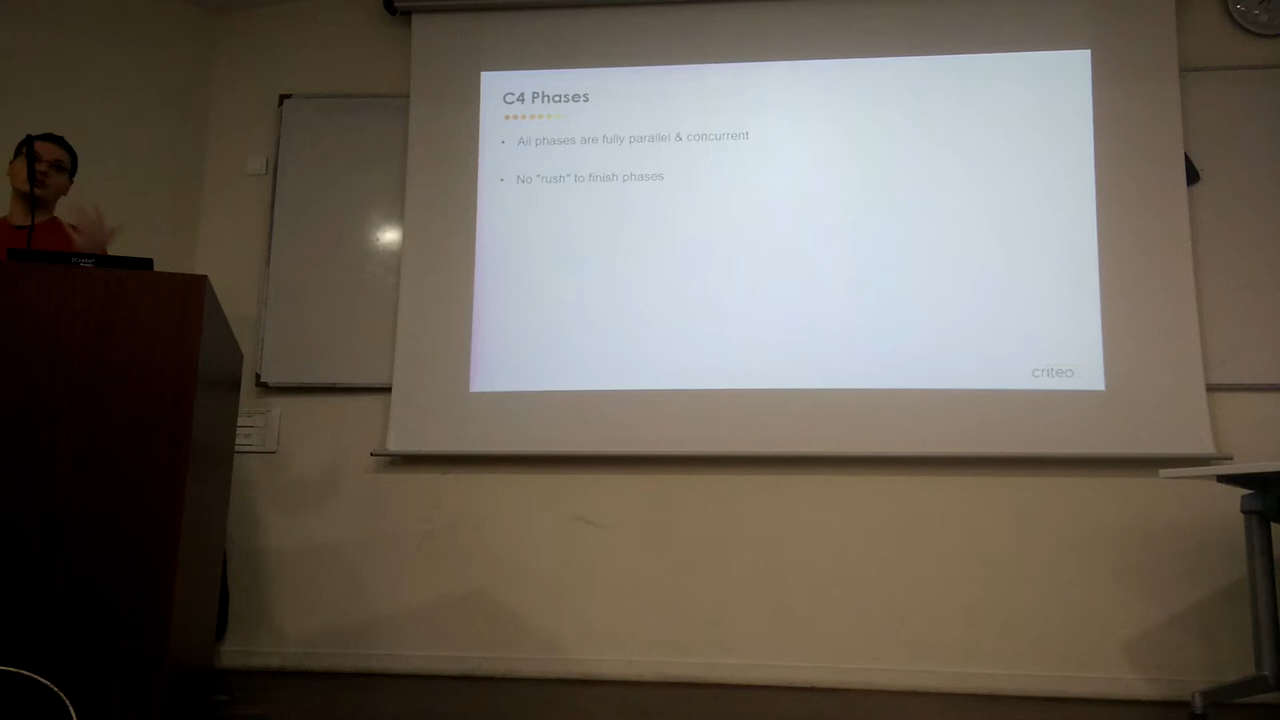 C4 Phases
• All phases are fully parallel & concurrent
• No "rush" to finish phases
criteo